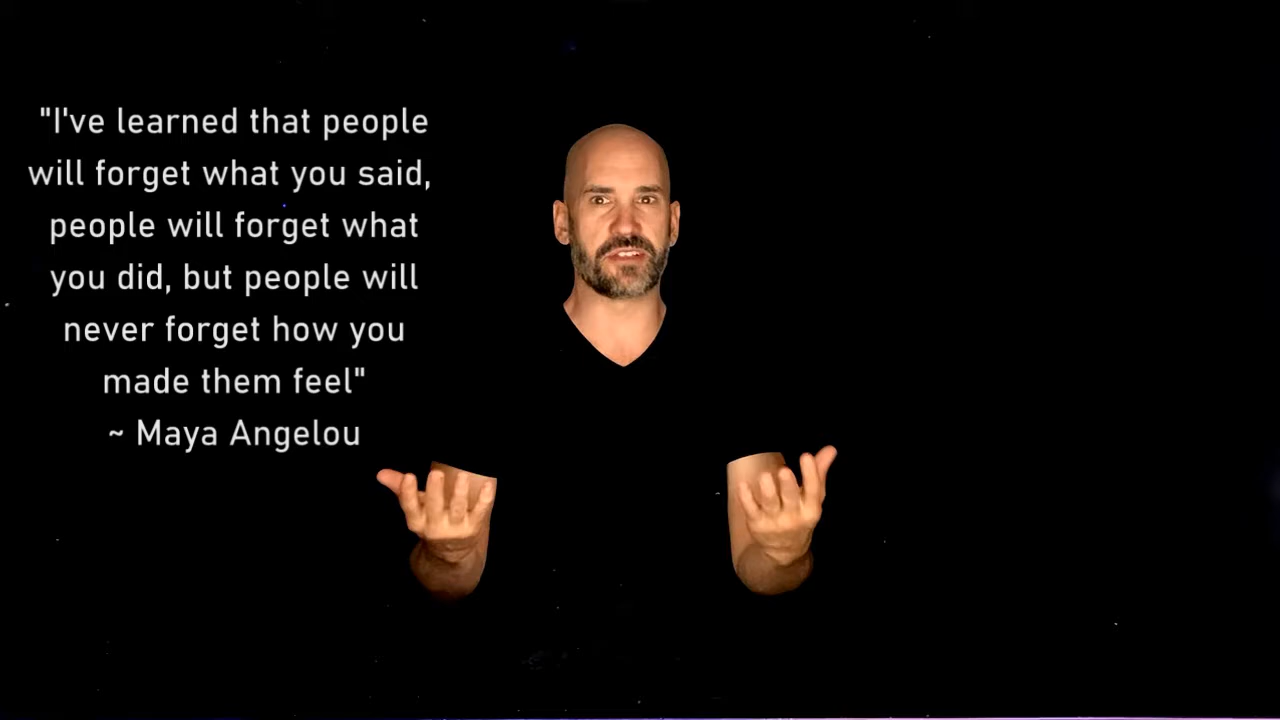 "I've learned that people
will forget what you said,
people will forget what
you did, but people will
never forget how you
made them feel"
~ Maya Angelou